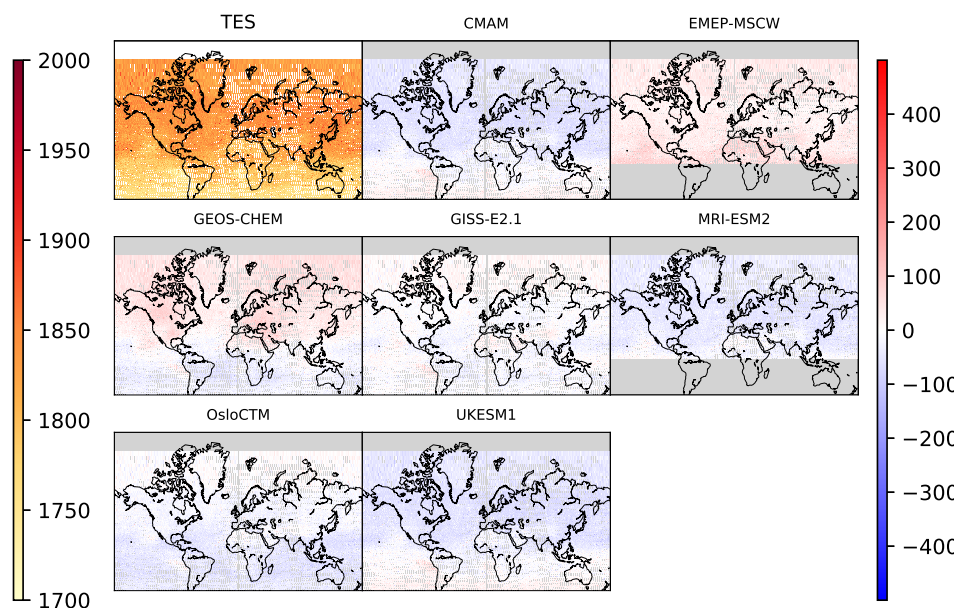 TES
CMAM
EMEP-MSCW
GEOS-CHEM
GISS-E2.1
MRI-ESM2
OsloCTM
UKESM1
2000
1950
1900
1850
1800
1750
1700
400
300
200
100
0
−100
−200
−300
−400